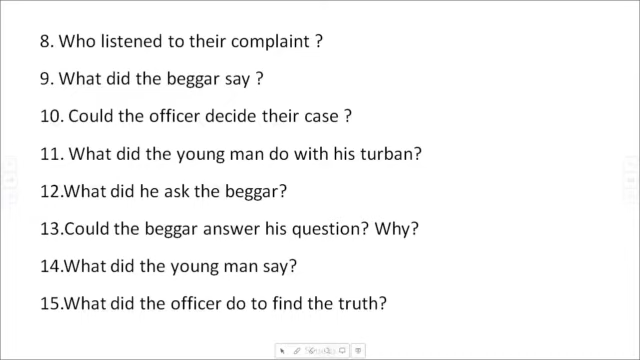 8. Who listened to their complaint ?
9. What did the beggar say ?
10. Could the officer decide their case ?
11. What did the young man do with his turban?
12.What did he ask the beggar?
13.Could the beggar answer his question? Why?
14.What did the young man say?
15.What did the officer do to find the truth?